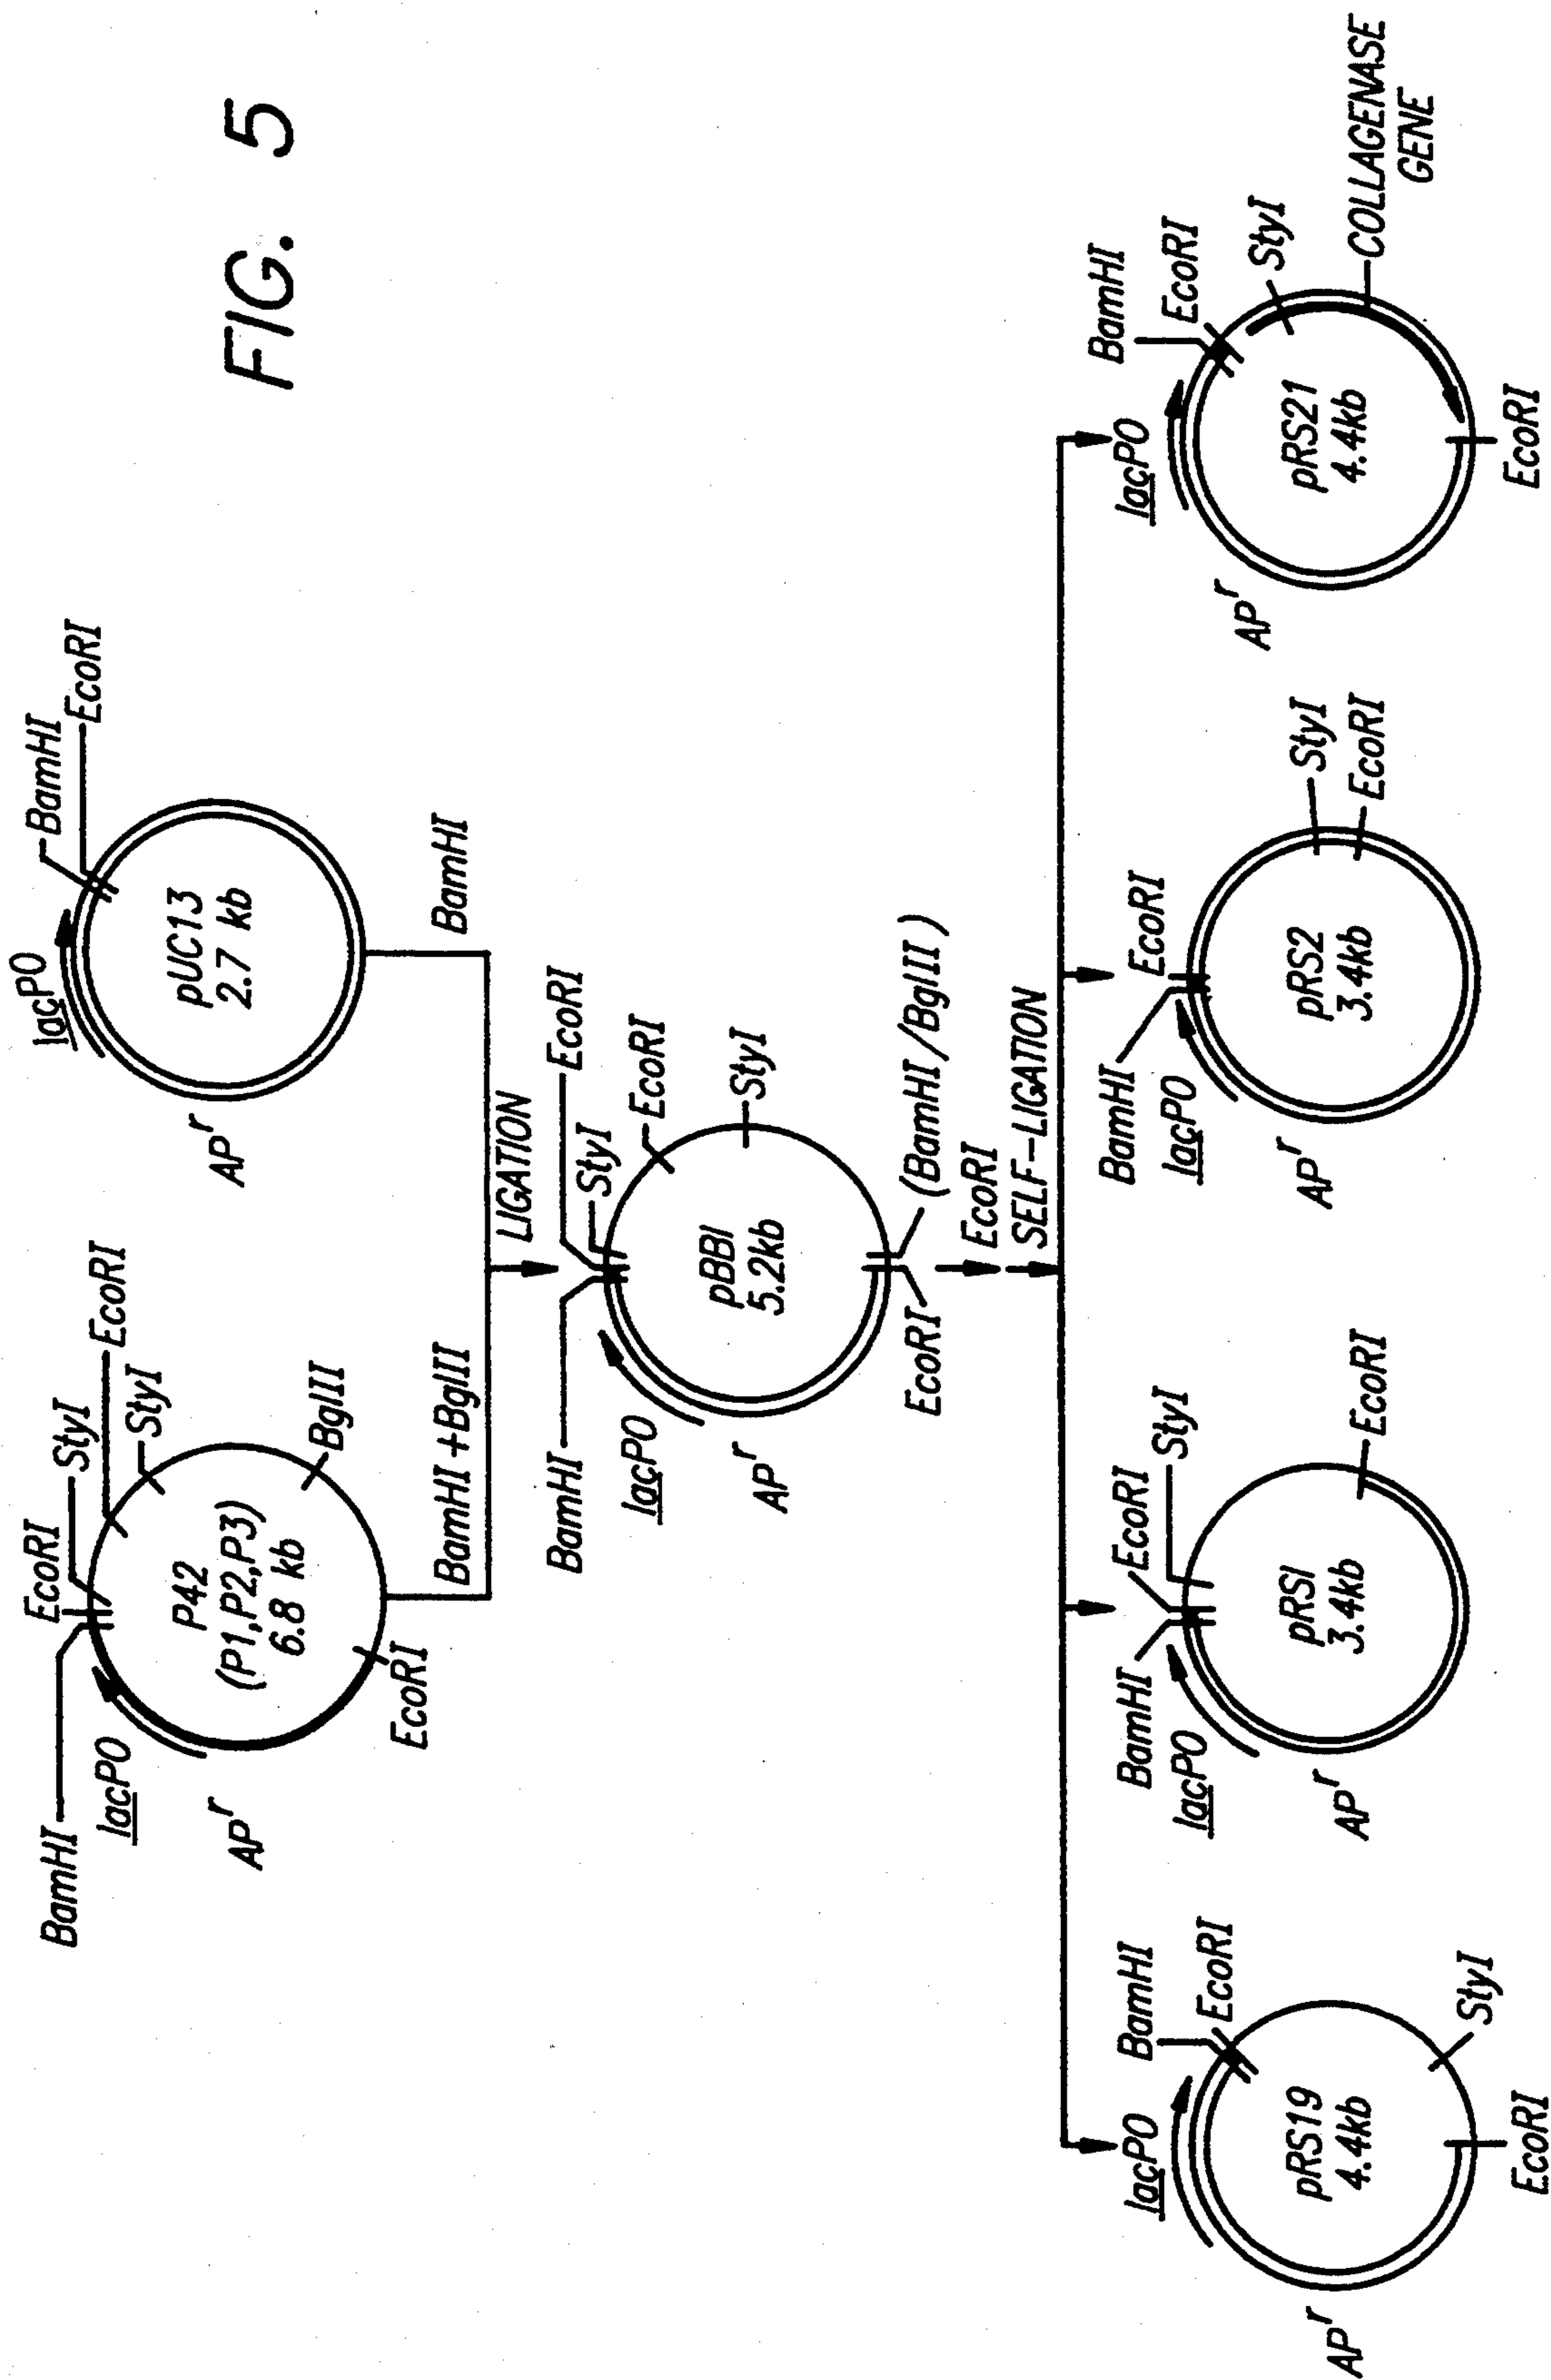 FIG. 5
BamHI
EcoRI
StyI
EcoRI
StyI
lacPO
P42
(P1,P2,P3)
6.8 kb
BglII
AP^r
EcoRI
lacPO
BamHI
EcoRI
pUC13
2.7 kb
AP^r
BamHI+BglII
BamHI
LIGATION
BamHI
EcoRI
StyI
EcoRI
lacPO
StyI
pBBI
5.2kb
AP^r
EcoRI
(BamHI/BglII)
EcoRI
SELF-LIGATION
lacPO
BamHI
EcoRI
pRS19
4.4kb
AP^r
StyI
EcoRI
BamHI
EcoRI
StyI
lacPO
pRSI
3.4kb
AP^r
EcoRI
BamHI
EcoRI
lacPO
pRS2
3.4kb
StyI
EcoRI
AP^r
lacPO
BamHI
EcoRI
StyI
pRS21
4.4kb
AP^r
COLLAGENASE
GENE
EcoRI